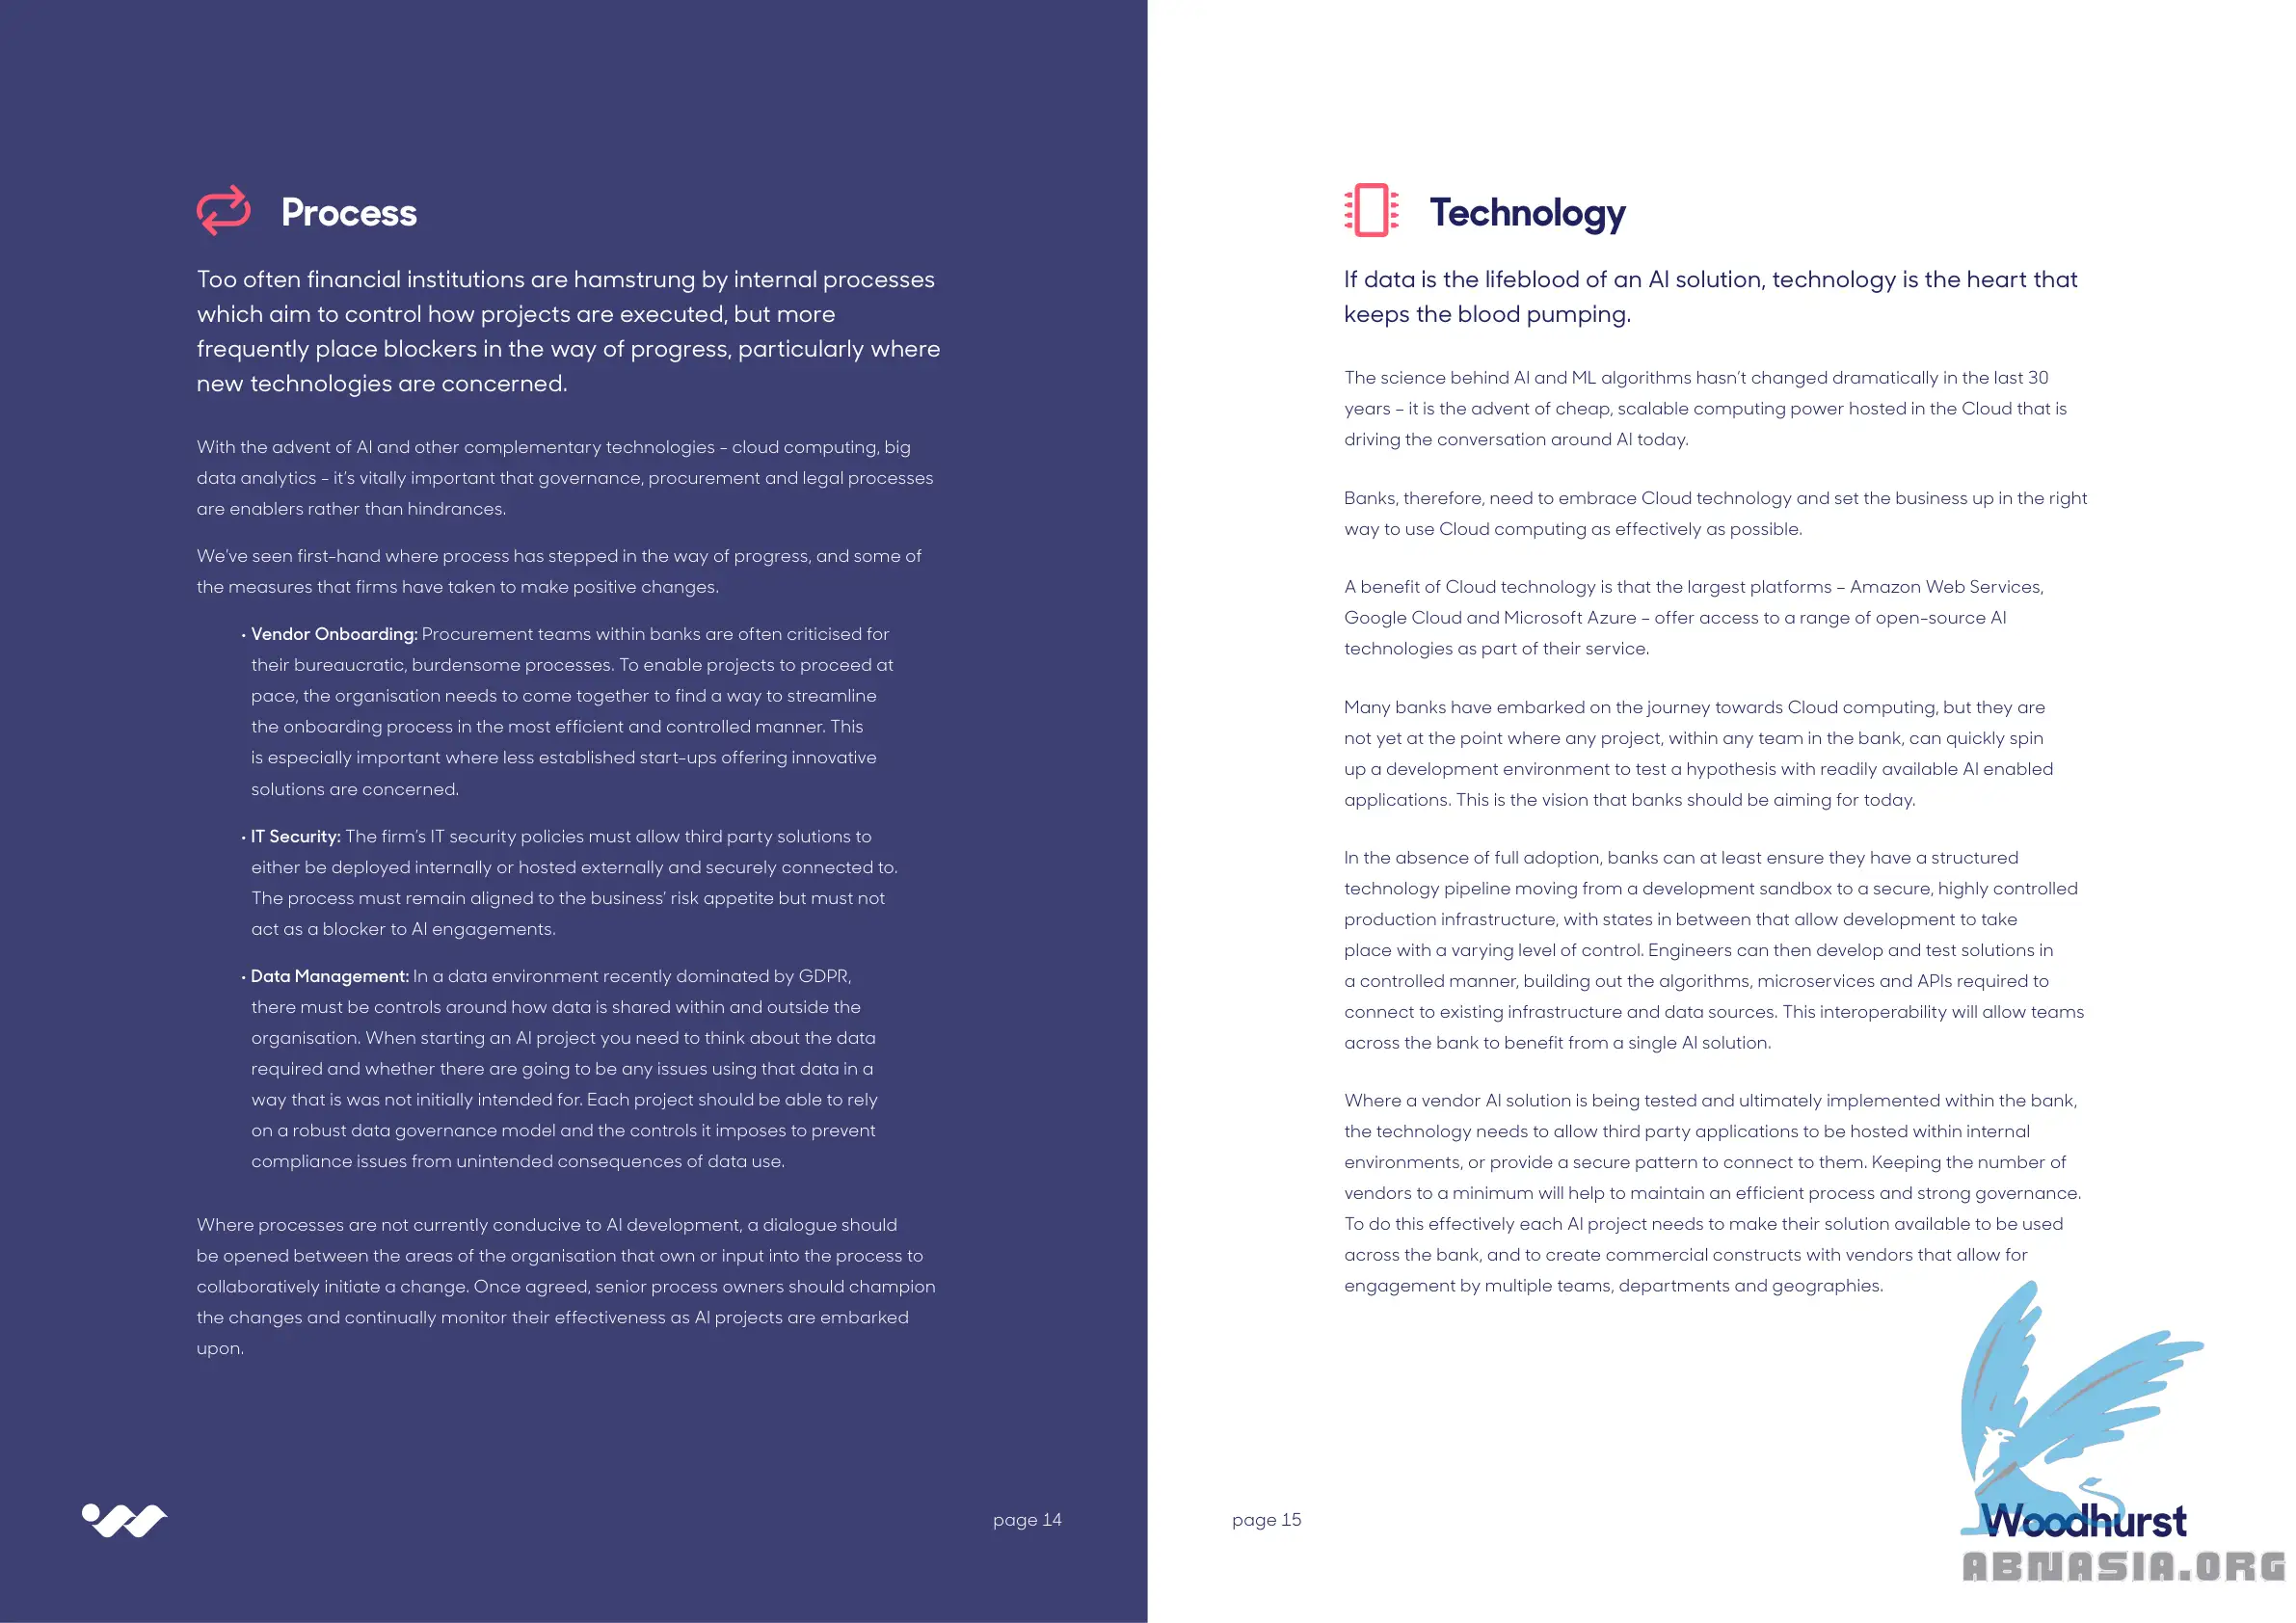 Process
Too often financial institutions are hamstrung by internal processes
which aim to control how projects are executed, but more
frequently place blockers in the way of progress, particularly where
new technologies are concerned.
With the advent of AI and other complementary technologies - cloud computing, big
data analytics - it's vitally important that governance, procurement and legal processes
are enablers rather than hindrances.
We've seen first-hand where process has stepped in the way of progress, and some of
the measures that firms have taken to make positive changes.
• Vendor Onboarding: Procurement teams within banks are often criticised for
their bureaucratic, burdensome processes. To enable projects to proceed at
pace, the organisation needs to come together to find a way to streamline
the onboarding process in the most efficient and controlled manner. This
is especially important where less established start-ups offering innovative
solutions are concerned.
• IT Security: The firm's IT security policies must allow third party solutions to
either be deployed internally or hosted externally and securely connected to.
The process must remain aligned to the business' risk appetite but must not
act as a blocker to AI engagements.
• Data Management: In a data environment recently dominated by GDPR,
there must be controls around how data is shared within and outside the
organisation. When starting an AI project you need to think about the data
required and whether there are going to be any issues using that data in a
way that is was not initially intended for. Each project should be able to rely
on a robust data governance model and the controls it imposes to prevent
compliance issues from unintended consequences of data use.
Where processes are not currently conducive to AI development, a dialogue should
be opened between the areas of the organisation that own or input into the process to
collaboratively initiate a change. Once agreed, senior process owners should champion
the changes and continually monitor their effectiveness as AI projects are embarked
upon.
page 14
Technology
If data is the lifeblood of an AI solution, technology is the heart that
keeps the blood pumping.
The science behind AI and ML algorithms hasn't changed dramatically in the last 30
years – it is the advent of cheap, scalable computing power hosted in the Cloud that is
driving the conversation around AI today.
Banks, therefore, need to embrace Cloud technology and set the business up in the right
way to use Cloud computing as effectively as possible.
A benefit of Cloud technology is that the largest platforms – Amazon Web Services,
Google Cloud and Microsoft Azure – offer access to a range of open-source AI
technologies as part of their service.
Many banks have embarked on the journey towards Cloud computing, but they are
not yet at the point where any project, within any team in the bank, can quickly spin
up a development environment to test a hypothesis with readily available AI enabled
applications. This is the vision that banks should be aiming for today.
In the absence of full adoption, banks can at least ensure they have a structured
technology pipeline moving from a development sandbox to a secure, highly controlled
production infrastructure, with states in between that allow development to take
place with a varying level of control. Engineers can then develop and test solutions in
a controlled manner, building out the algorithms, microservices and APIs required to
connect to existing infrastructure and data sources. This interoperability will allow teams
across the bank to benefit from a single AI solution.
Where a vendor AI solution is being tested and ultimately implemented within the bank,
the technology needs to allow third party applications to be hosted within internal
environments, or provide a secure pattern to connect to them. Keeping the number of
vendors to a minimum will help to maintain an efficient process and strong governance.
To do this effectively each AI project needs to make their solution available to be used
across the bank, and to create commercial constructs with vendors that allow for
engagement by multiple teams, departments and geographies.
page 15
Woodhurst
ABNASIA.ORG